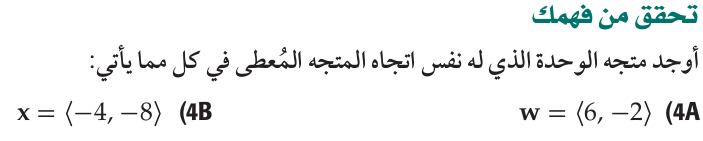 تحقق من فهمك
أوجد متجه الوحدة الذي له نفس اتجاه المتجه المُعطى في كل مما يأتي:
(4A w = ⟨6, −2⟩ (4B x = ⟨−4, −8⟩